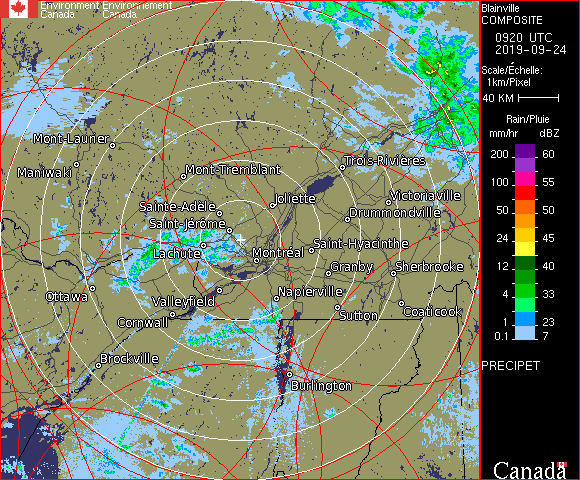 Environment Environnement
Canada Canada
Blainville
COMPOSITE
0920 UTC
2019-09-24
Scale/Échelle:
1km/Pixel
40 KM
Rain/Pluie
mm/hr dBZ
200 60
150 60
100 55
50 50
24 45
12 40
4 33
1 23
0.1 7
PRECIPET
Canada
Mont-Laurier
Maniwaki
Mont-Tremblant
Trois-Rivières
Sainte-Adèle
Joliette
Victoriaville
Drummondville
Saint-Jérôme
Lachute
Montréal
Saint-Hyacinthe
Granby
Sherbrooke
Ottawa
Valleyfield
Napierville
Cornwall
Sutton
Coaticook
Brockville
Burlington